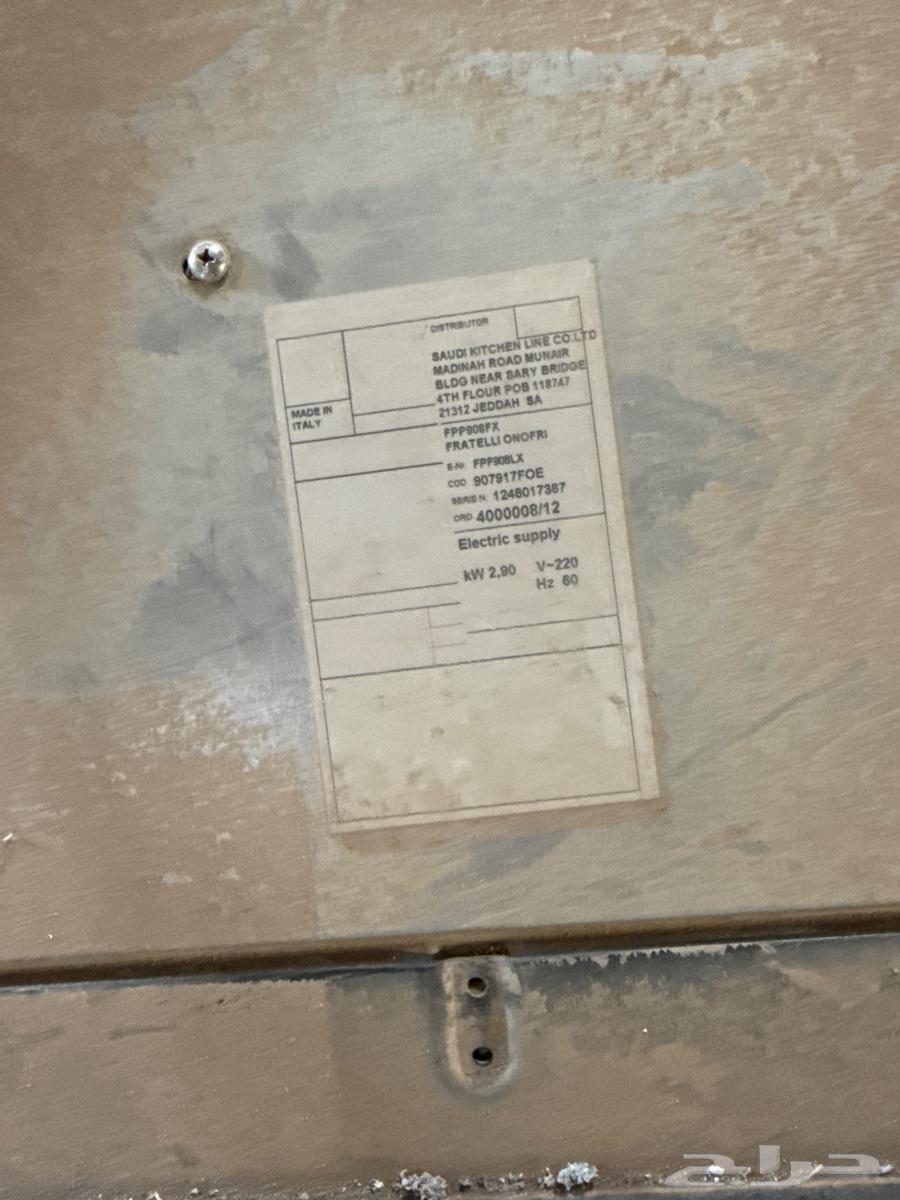 DISTRIBUTOR
SAUDI KITCHEN LINE CO.LTD
MADINAH ROAD MUNAIR
BLDG NEAR SARY BRIDGE
4TH FLOUR POB 118747
21312 JEDDAH SA
MADE IN
ITALY
FPP908FX
FRATELLI ONOFRI
E-Nr. FPF908LX
COD 907917FOE
SERIE N. 1248017387
ORD. 4000008/12
Electric supply
kW 2,90 V~220
Hz 60
حراج